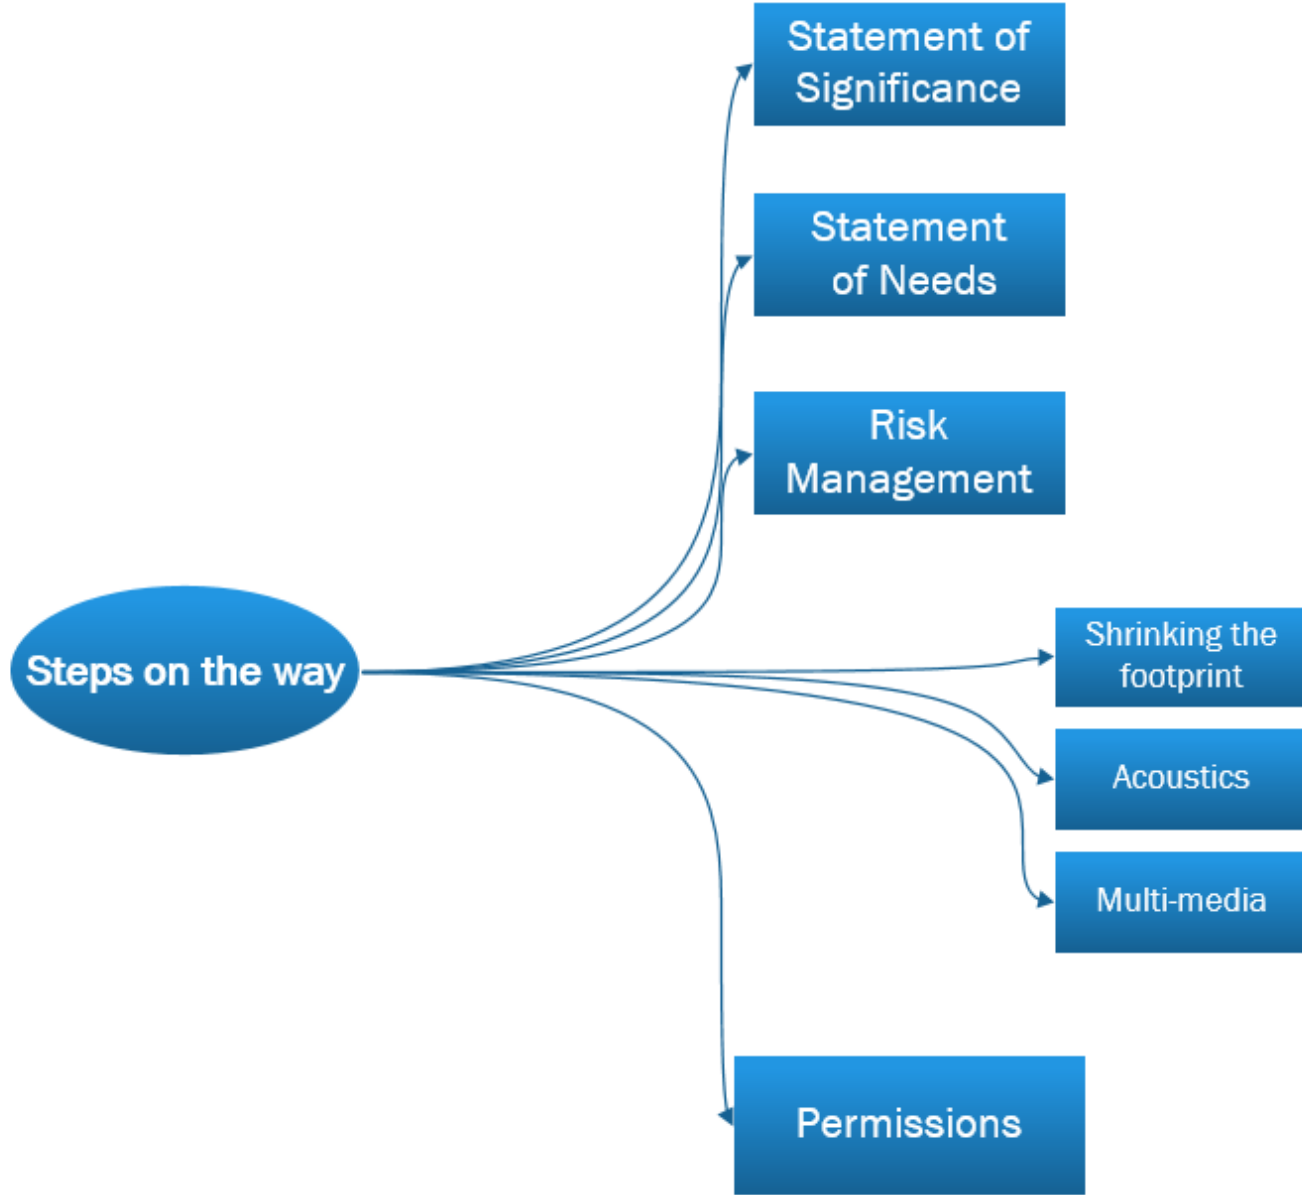 Statement of
Significance
Statement
of Needs
Risk
Management
Steps on the way
Shrinking the
footprint
Acoustics
Multi-media
Permissions